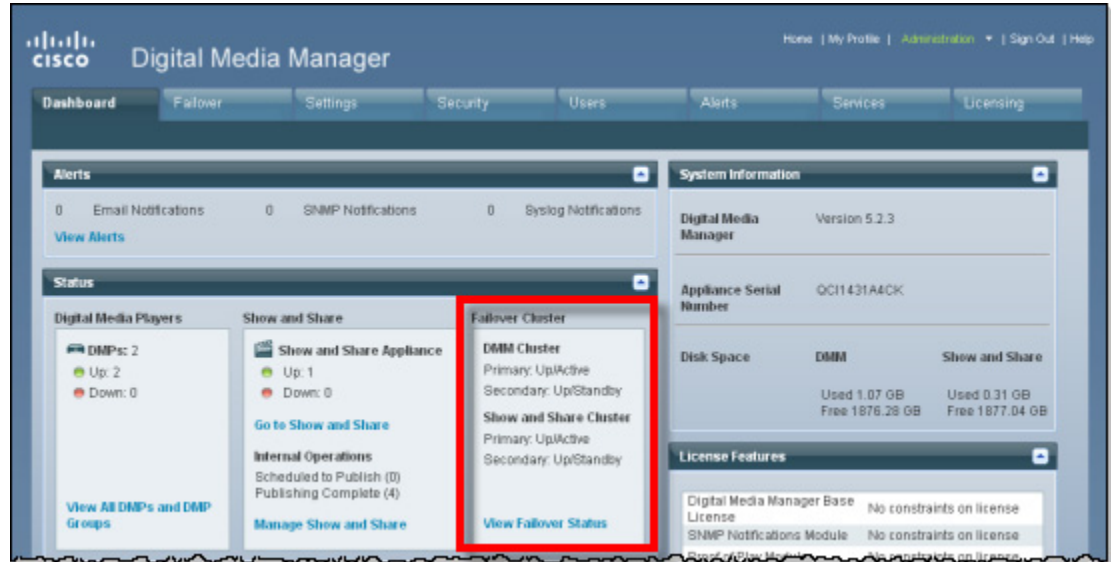 Home | My Profile | Administration | Sign Out | Help
cisco Digital Media Manager
Dashboard Failover Settings Security Users Alerts Services Licensing
Alerts
0 Email Notifications 0 SNMP Notifications 0 Syslog Notifications
View Alerts
Status
Digital Media Players
DMPs: 2
Up: 2
Down: 0
View All DMPs and DMP
Groups
Show and Share
Show and Share Appliance
Up: 1
Down: 0
Go to Show and Share
Internal Operations
Scheduled to Publish (0)
Publishing Complete (4)
Manage Show and Share
Failover Cluster
DMM Cluster
Primary: Up/Active
Secondary: Up/Standby
Show and Share Cluster
Primary: Up/Active
Secondary: Up/Standby
View Failover Status
System Information
Digital Media Version 5.2.3
Manager
Appliance Serial QCI1431A4CK
Number
Disk Space DMM Show and Share
Used 1.07 GB Used 0.31 GB
Free 1876.28 GB Free 1877.04 GB
License Features
Digital Media Manager Base
License No constraints on license
SNMP Notifications Module No constraints on license
Proof of Play Module No constraints on license